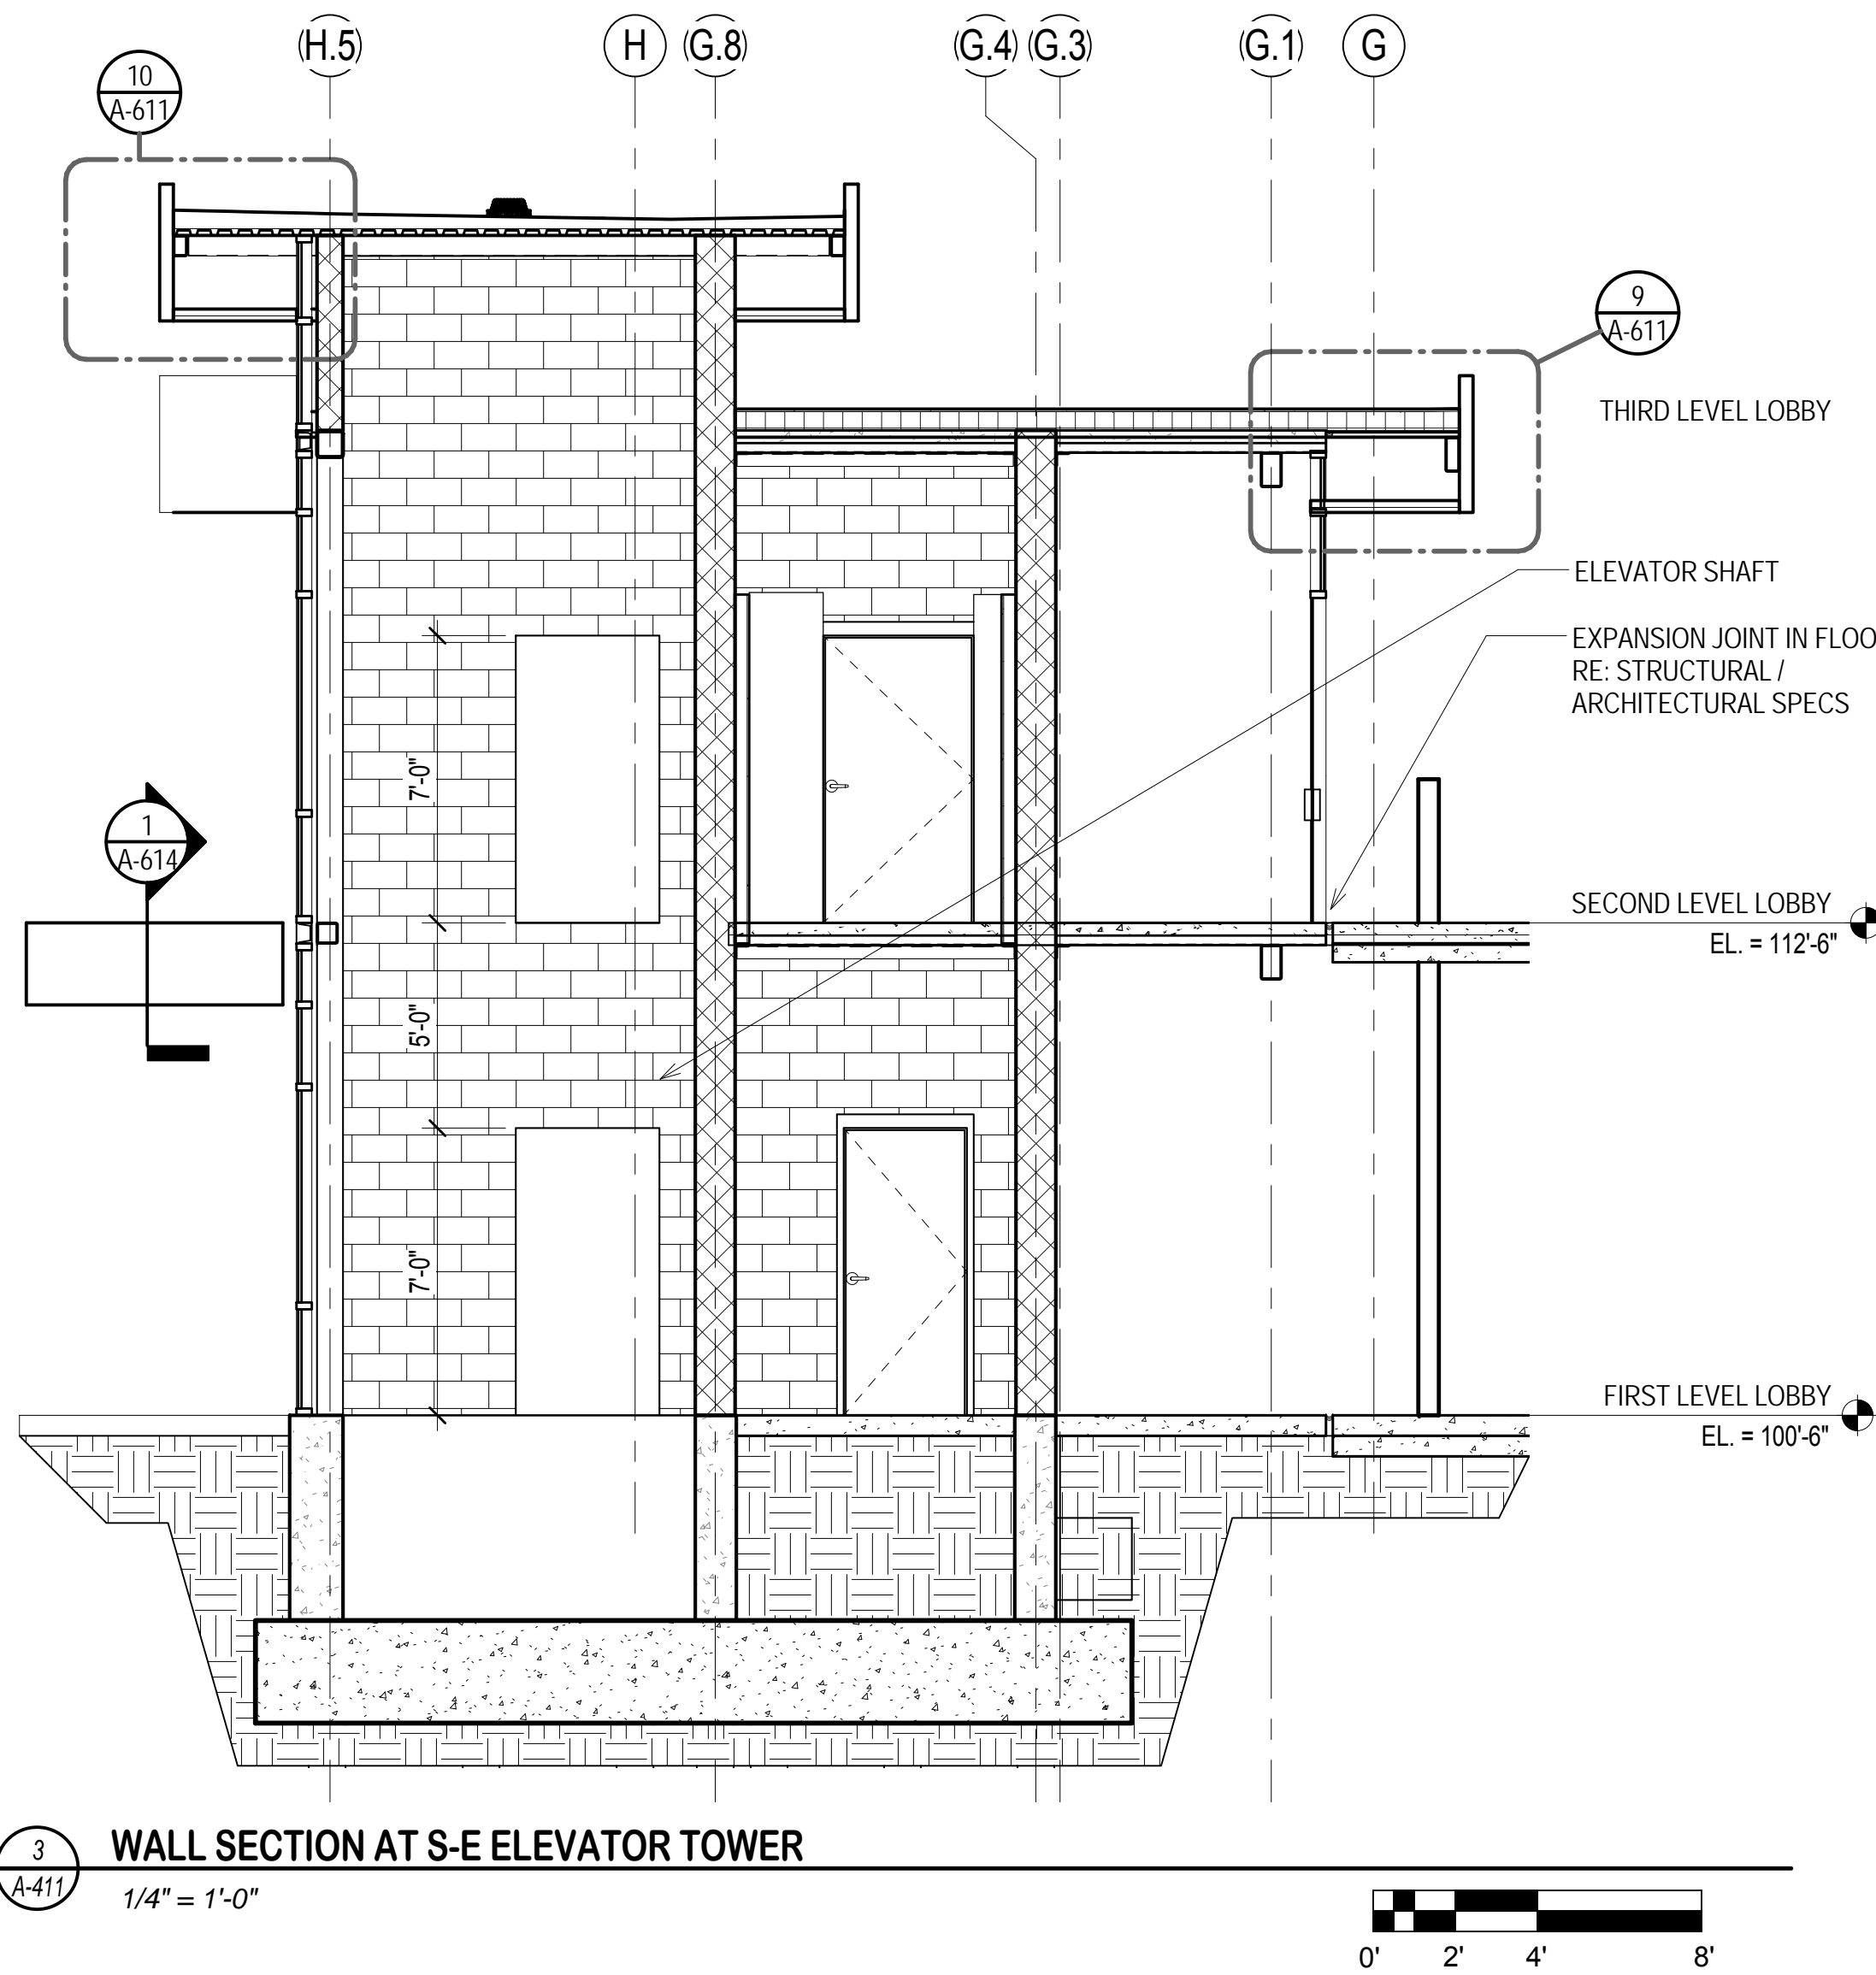 H.5
H
G.8
G.4
G.3
G.1
G
10
A-611
9
A-611
THIRD LEVEL LOBBY
ELEVATOR SHAFT
EXPANSION JOINT IN FLOO
RE: STRUCTURAL /
ARCHITECTURAL SPECS
7'-0"
1
A-614
SECOND LEVEL LOBBY
EL. = 112'-6"
5'-0"
7'-0"
FIRST LEVEL LOBBY
EL. = 100'-6"
3
A-411
WALL SECTION AT S-E ELEVATOR TOWER
1/4" = 1'-0"
0' 2' 4' 8'